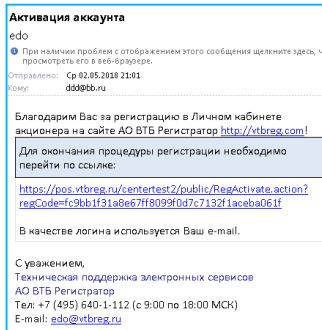 Активация аккаунта
edo
При наличии проблем с отображением этого сообщения щелкните здесь, ч
просмотреть его в веб-браузере.
Отправлено: Ср 02.05.2018 21:01
Кому: ddd@bb.ru
Благодарим Вас за регистрацию в Личном кабинете
акционера на сайте АО ВТБ Регистратор http://vtbreg.com!
Для окончания процедуры регистрации необходимо
перейти по ссылке:
https://pos.vtbreg.ru/centertest2/public/RegActivate.action?
regCode=fc9bb1f31a8e67ff8099f0d7c7132f1aceba061f
В качестве логина используется Ваш e-mail.
С уважением,
Техническая поддержка электронных сервисов
АО ВТБ Регистратор
Тел: +7 (495) 640-1-112 (с 9:00 по 18:00 МСК)
E-mail: edo@vtbreg.ru